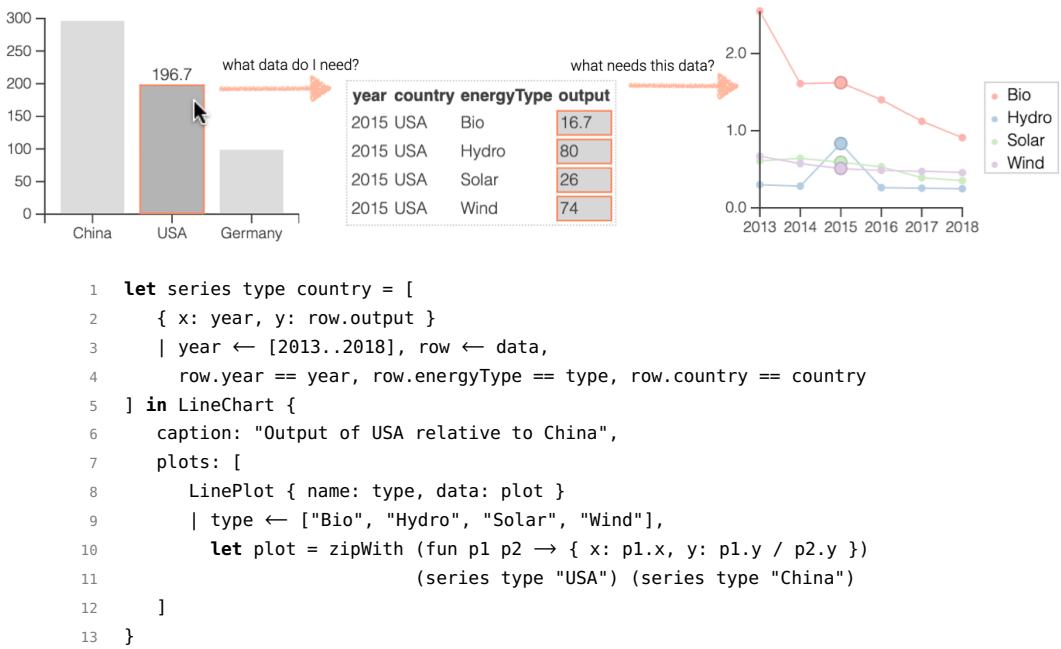 300
250
200
150
100
50
0
196.7
China USA Germany
what data do I need?
year country energyType output
2015 USA Bio 16.7
2015 USA Hydro 80
2015 USA Solar 26
2015 USA Wind 74
what needs this data?
2.0
1.0
0.0
2013 2014 2015 2016 2017 2018
Bio
Hydro
Solar
Wind
1 let series type country = [
2 { x: year, y: row.output }
3 | year ⟵ [2013..2018], row ⟵ data,
4 row.year == year, row.energyType == type, row.country == country
5 ] in LineChart {
6 caption: "Output of USA relative to China",
7 plots: [
8 LinePlot { name: type, data: plot }
9 | type ⟵ ["Bio", "Hydro", "Solar", "Wind"],
10 let plot = zipWith (fun p1 p2 ⟶ { x: p1.x, y: p1.y / p2.y })
11 (series type "USA") (series type "China")
12 ]
13 }